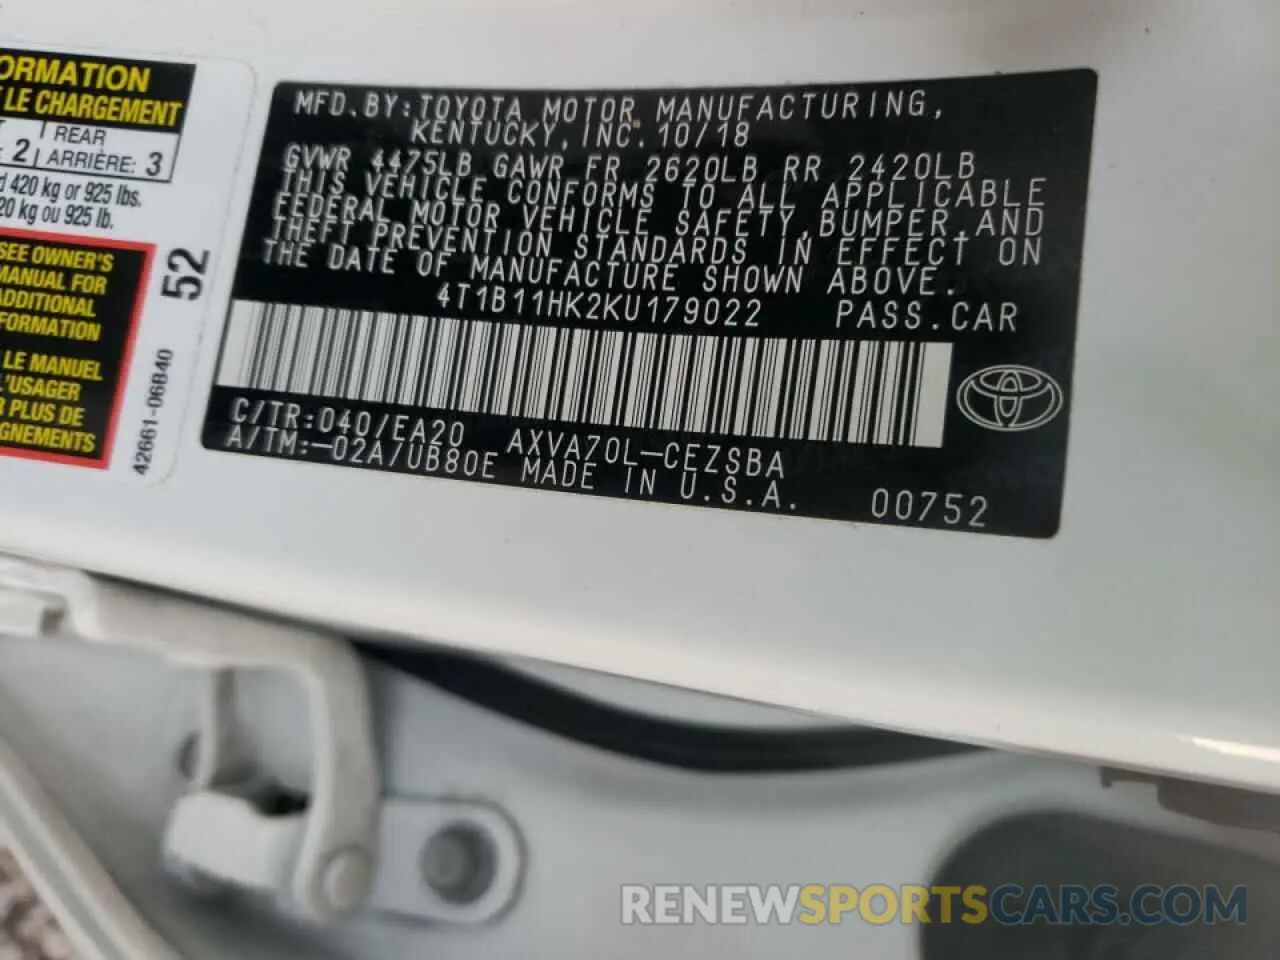 ORMATION
LE CHARGEMENT
2 REAR
ARRIÈRE: 3
420 kg or 925 lbs.
20 kg ou 925 lb.
SEE OWNER'S
MANUAL FOR
ADDITIONAL
FORMATION
LE MANUEL
L'USAGER
R PLUS DE
GNEMENTS
52
42661-06B40
MFD.BY:TOYOTA MOTOR MANUFACTURING,
KENTUCKY,INC.10/18
GVWR 4475LB GAWR FR 2620LB RR 2420LB
THIS VEHICLE CONFORMS TO ALL APPLICABLE
FEDERAL MOTOR VEHICLE SAFETY,BUMPER,AND
THEFT PREVENTION STANDARDS IN EFFECT ON
THE DATE OF MANUFACTURE SHOWN ABOVE.
4T1B11HK2KU179022 PASS.CAR
C/TR:040/EA20 AXVA70L-CEZSBA
A/TM:-02A/UB80E MADE IN U.S.A.
00752
RENEWSPORTSCARS.COM